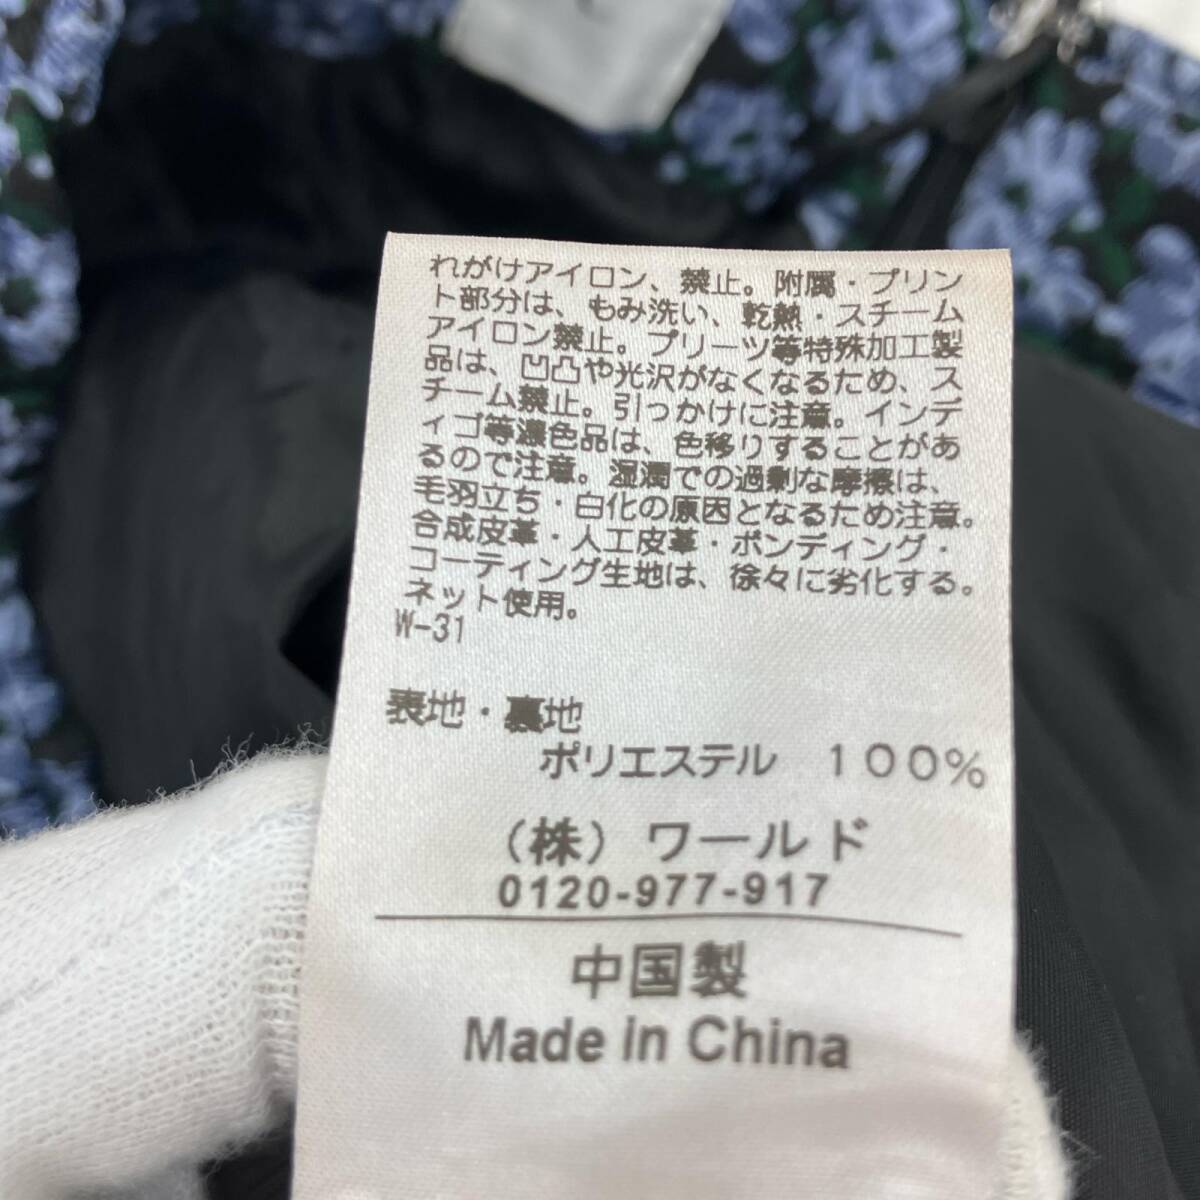 れがけアイロン、禁止。附属・プリン
ト部分は、もみ洗い、乾熱・スチーム
アイロン禁止。プリーツ等特殊加工製
品は、凹凸や光沢がなくなるため、ス
チーム禁止。引っかけに注意。インデ
ィゴ等濃色品は、色移りすることがあ
るので注意。湿潤での過剰な摩擦は、
毛羽立ち・白化の原因となるため注意。
合成皮革・人工皮革・ボンディング・
コーティング生地は、徐々に劣化する。
ネット使用。
W-31
表地・裏地
ポリエステル 100%
（株）ワールド
0120-977-917
中国製
Made in China